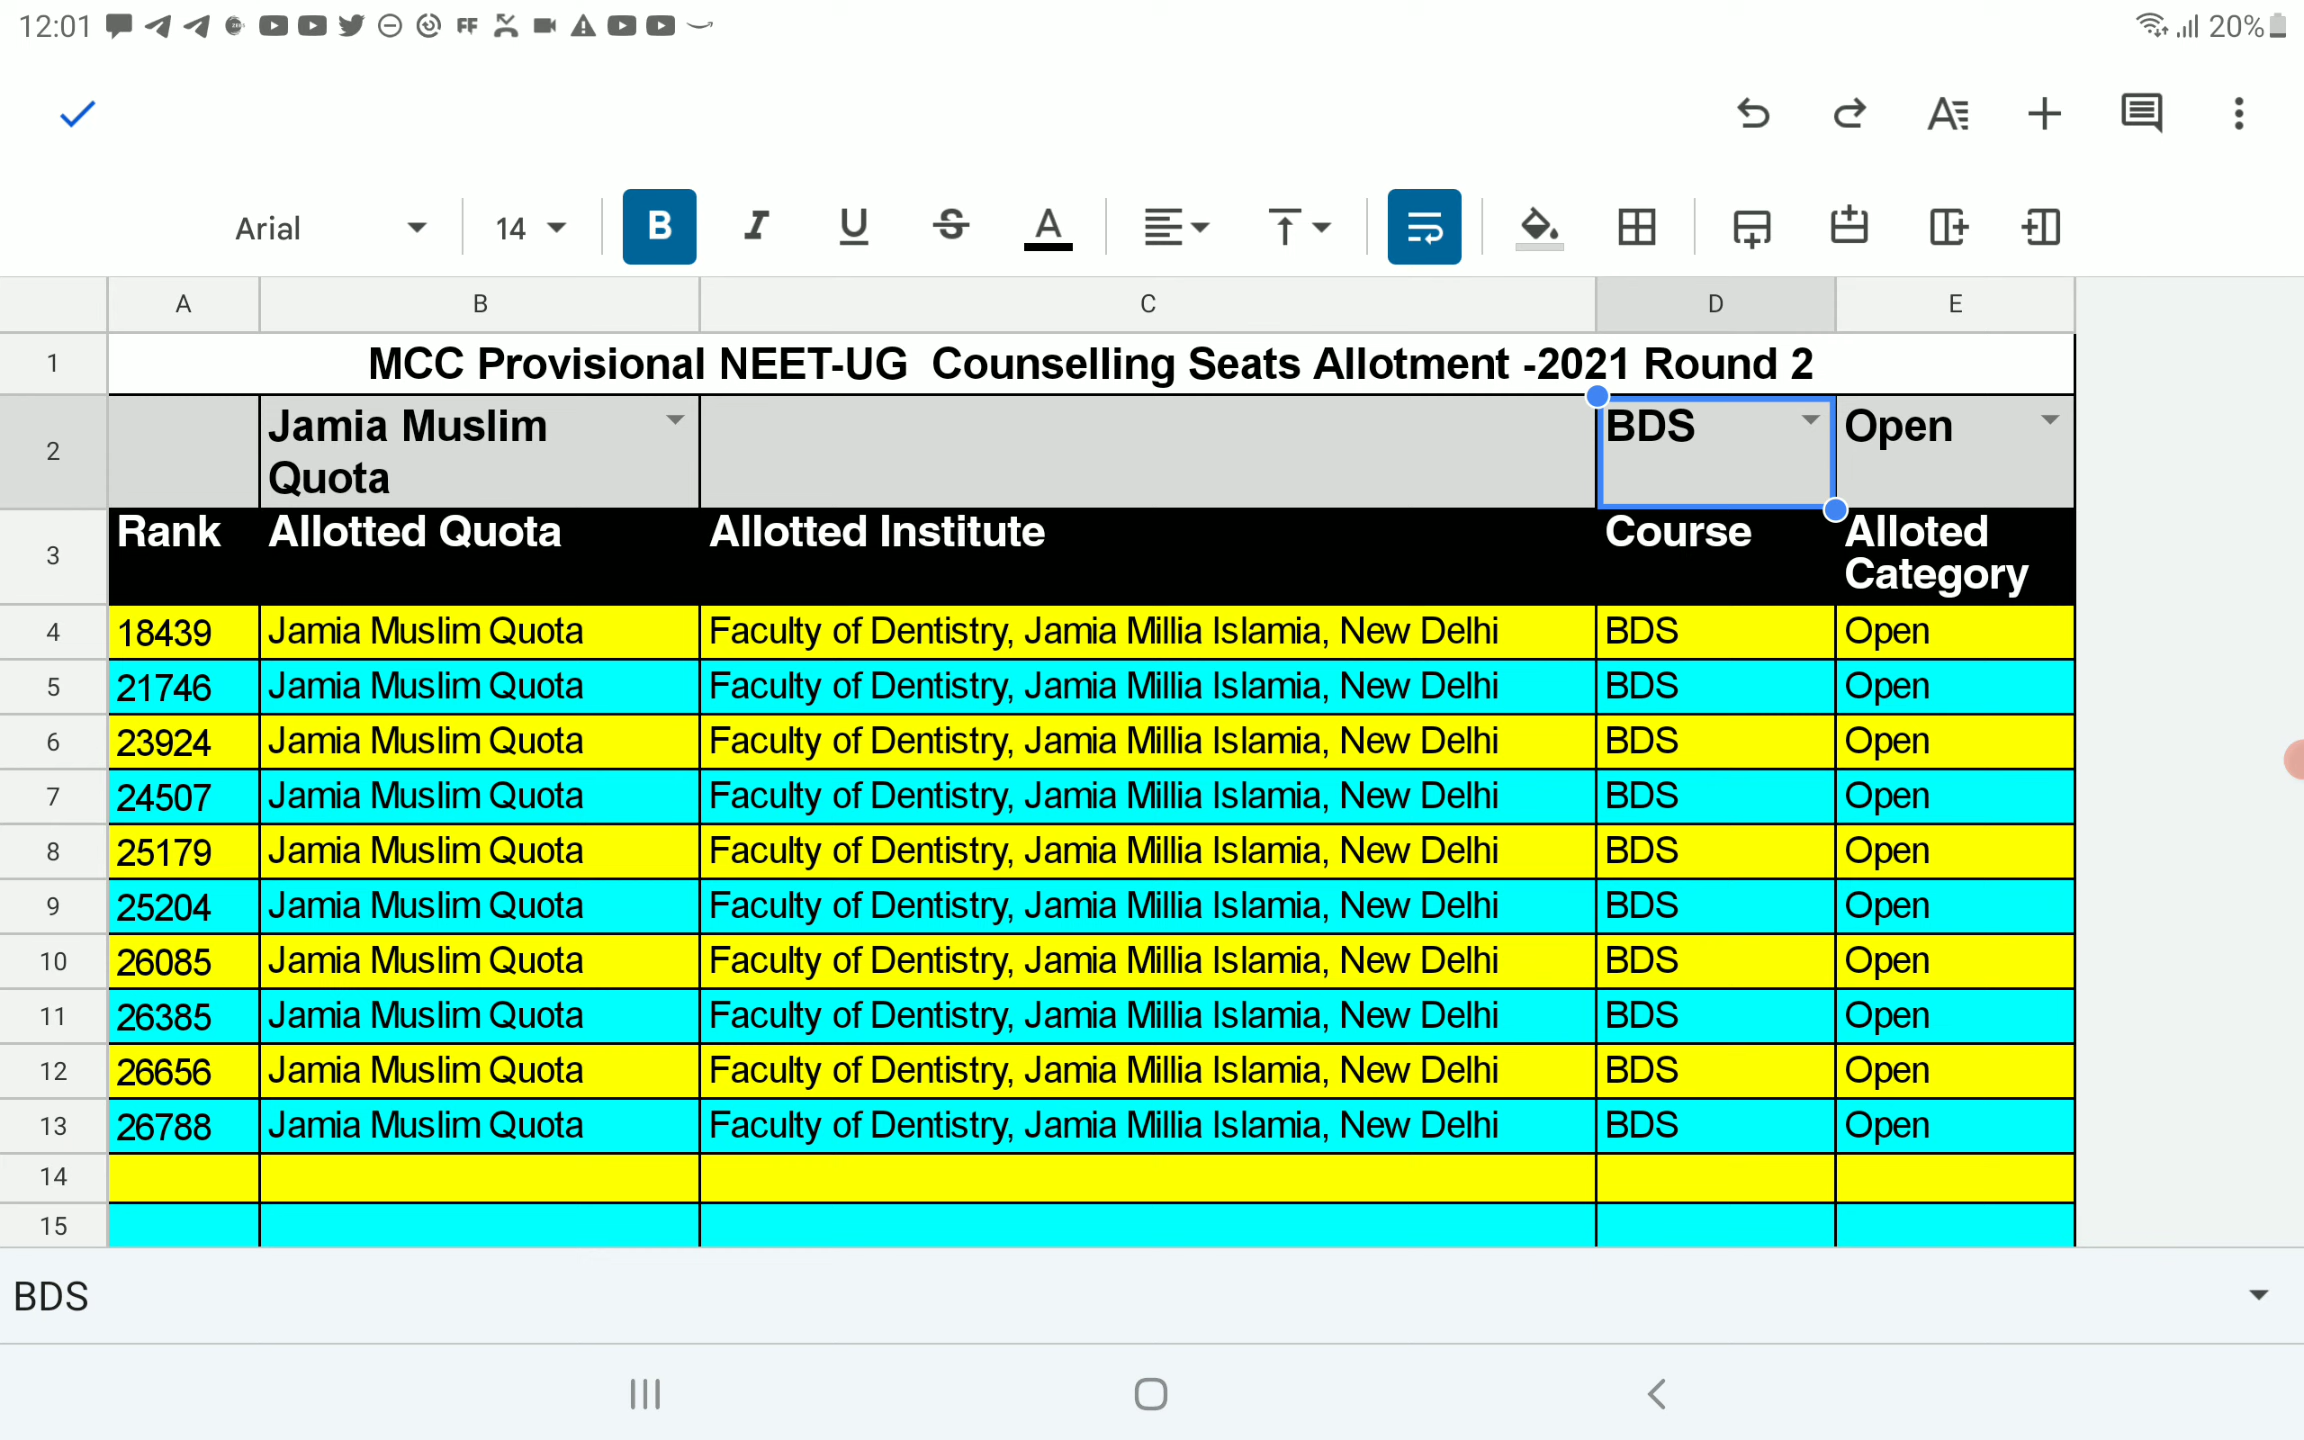 12:01 FF 20%
Arial 14 B I U S A
A B C D E
1 MCC Provisional NEET-UG Counselling Seats Allotment -2021 Round 2
2 Jamia Muslim Quota BDS Open
3 Rank Allotted Quota Allotted Institute Course Alloted Category
4 18439 Jamia Muslim Quota Faculty of Dentistry, Jamia Millia Islamia, New Delhi BDS Open
5 21746 Jamia Muslim Quota Faculty of Dentistry, Jamia Millia Islamia, New Delhi BDS Open
6 23924 Jamia Muslim Quota Faculty of Dentistry, Jamia Millia Islamia, New Delhi BDS Open
7 24507 Jamia Muslim Quota Faculty of Dentistry, Jamia Millia Islamia, New Delhi BDS Open
8 25179 Jamia Muslim Quota Faculty of Dentistry, Jamia Millia Islamia, New Delhi BDS Open
9 25204 Jamia Muslim Quota Faculty of Dentistry, Jamia Millia Islamia, New Delhi BDS Open
10 26085 Jamia Muslim Quota Faculty of Dentistry, Jamia Millia Islamia, New Delhi BDS Open
11 26385 Jamia Muslim Quota Faculty of Dentistry, Jamia Millia Islamia, New Delhi BDS Open
12 26656 Jamia Muslim Quota Faculty of Dentistry, Jamia Millia Islamia, New Delhi BDS Open
13 26788 Jamia Muslim Quota Faculty of Dentistry, Jamia Millia Islamia, New Delhi BDS Open
14
15
BDS